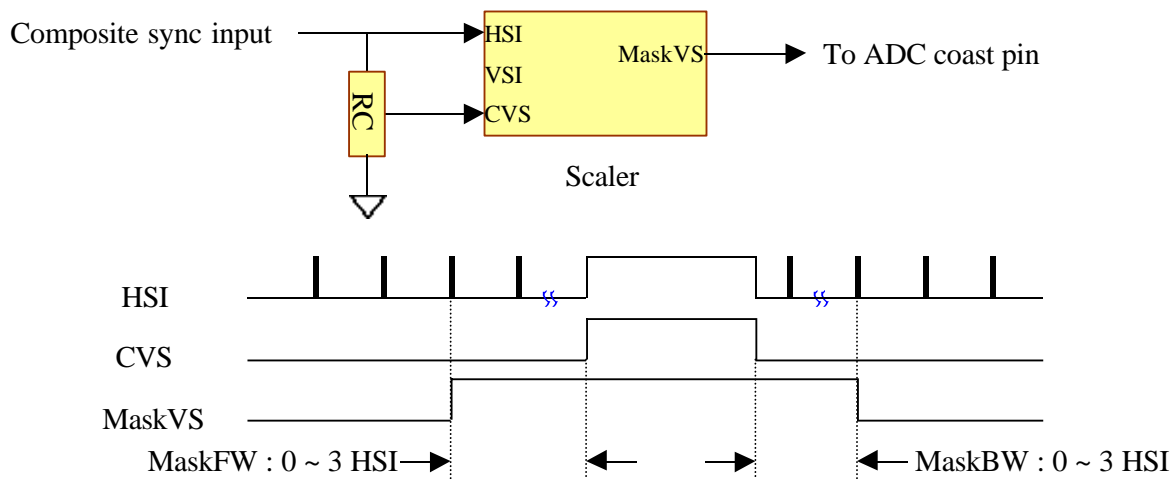 Composite sync input
HSI
VSI
CVS
MaskVS
To ADC coast pin
RC
Scaler
HSI
CVS
MaskVS
MaskFW : 0 ~ 3 HSI
MaskBW : 0 ~ 3 HSI